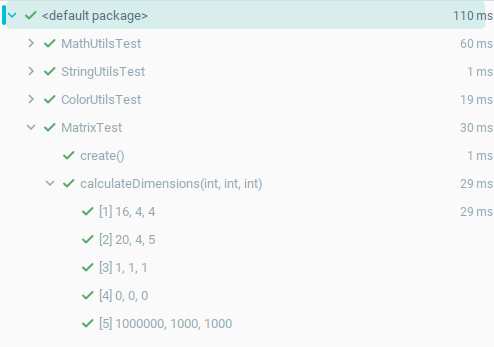 <default package> 110 ms
MathUtilsTest 60 ms
StringUtilsTest 1 ms
ColorUtilsTest 19 ms
MatrixTest 30 ms
create() 1 ms
calculateDimensions(int, int, int) 29 ms
[1] 16, 4, 4 29 ms
[2] 20, 4, 5
[3] 1, 1, 1
[4] 0, 0, 0
[5] 1000000, 1000, 1000